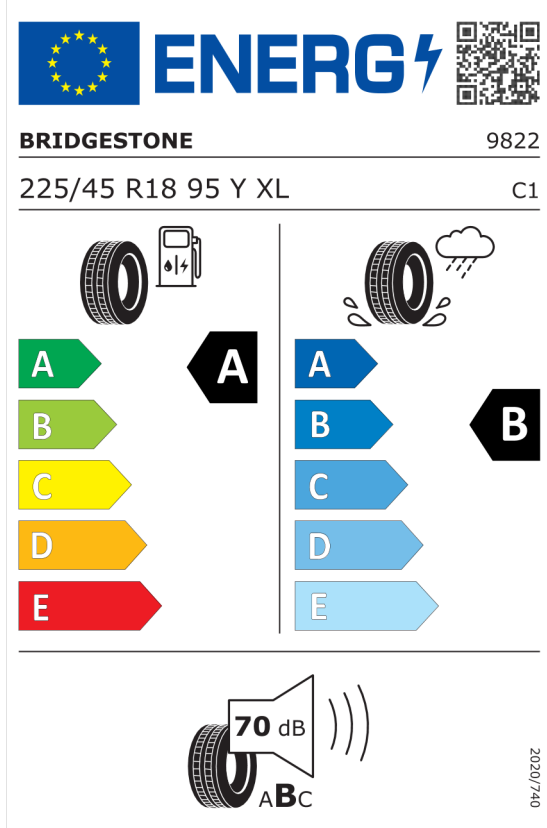 ENERG
BRIDGESTONE 9822
225/45 R18 95 Y XL C1
A A
B
C
D
E
A
B B
C
D
E
70 dB
ABC
2020/740